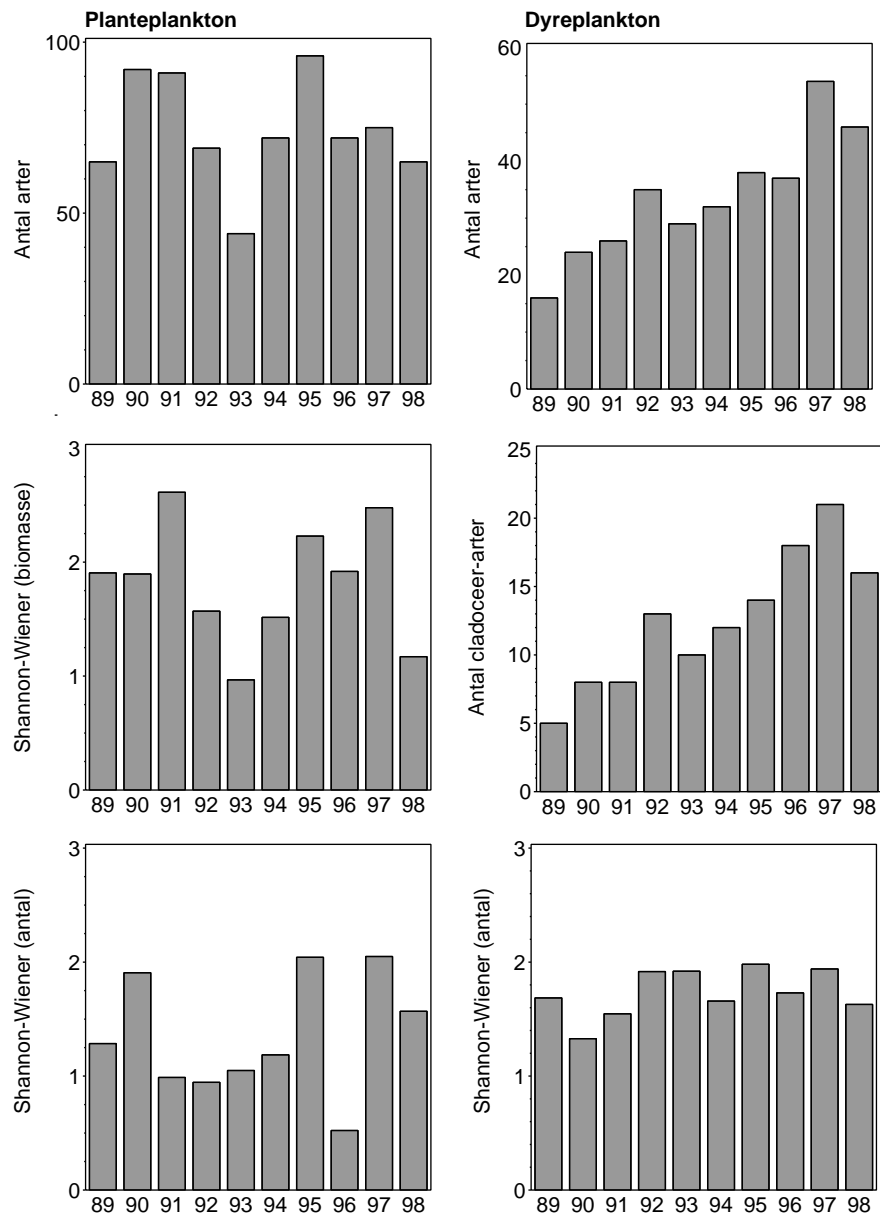 Planteplankton
Antal arter
100
50
0
89 90 91 92 93 94 95 96 97 98
Dyreplankton
Antal arter
60
40
20
0
89 90 91 92 93 94 95 96 97 98
Shannon-Wiener (biomasse)
3
2
1
0
89 90 91 92 93 94 95 96 97 98
Antal cladoceer-arter
25
20
15
10
5
0
89 90 91 92 93 94 95 96 97 98
Shannon-Wiener (antal)
3
2
1
0
89 90 91 92 93 94 95 96 97 98
Shannon-Wiener (antal)
3
2
1
0
89 90 91 92 93 94 95 96 97 98